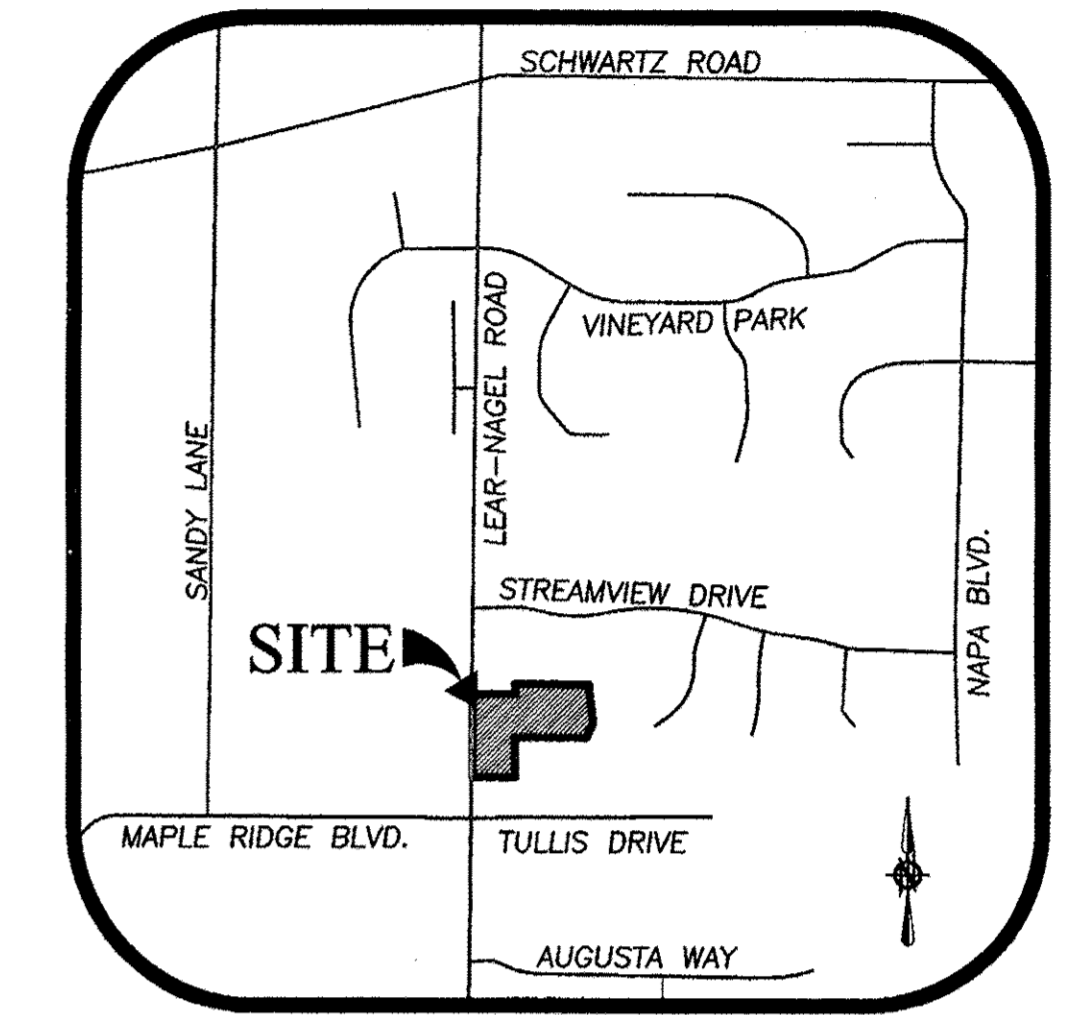 SCHWARTZ ROAD
LEAR-NAGEL ROAD
VINEYARD PARK
SANDY LANE
STREAMVIEW DRIVE
NAPA BLVD.
SITE
MAPLE RIDGE BLVD.
TULLIS DRIVE
N
AUGUSTA WAY